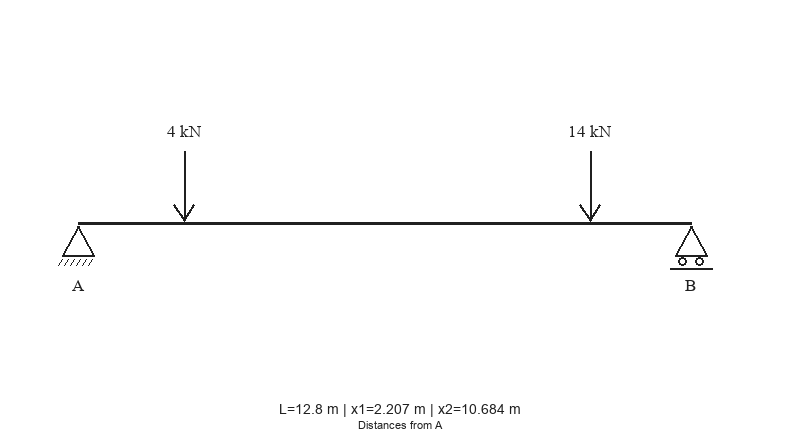 4 kN
14 kN
A
B
L=12.8 m | x1=2.207 m | x2=10.684 m
Distances from A